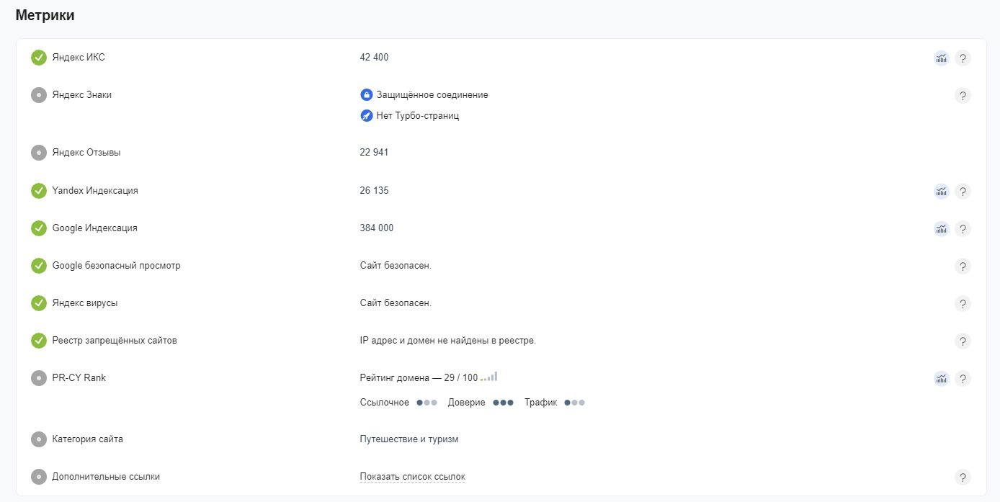 Метрики
Яндекс ИКС 42 400 ?
Яндекс Знаки Защищённое соединение ?
Нет Турбо-страниц
Яндекс Отзывы 22 941
Yandex Индексация 26 135 ?
Google Индексация 384 000 ?
Google безопасный просмотр Сайт безопасен. ?
Яндекс вирусы Сайт безопасен. ?
Реестр запрещённых сайтов IP адрес и домен не найдены в реестре. ?
PR-CY Rank Рейтинг домена — 29 / 100 ?
Ссылочное Доверие Трафик
Категория сайта Путешествие и туризм
Дополнительные ссылки Показать список ссылок ?